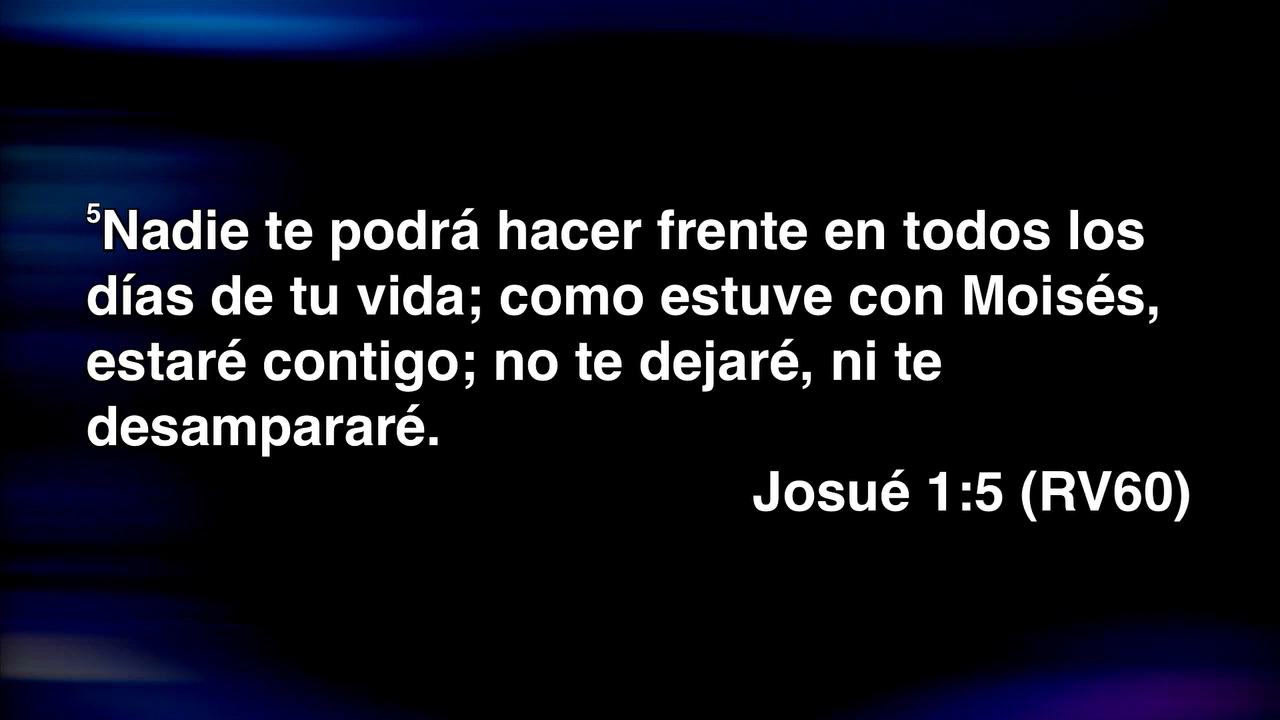 ⁵Nadie te podrá hacer frente en todos los
días de tu vida; como estuve con Moisés,
estaré contigo; no te dejaré, ni te
desampararé.
Josué 1:5 (RV60)